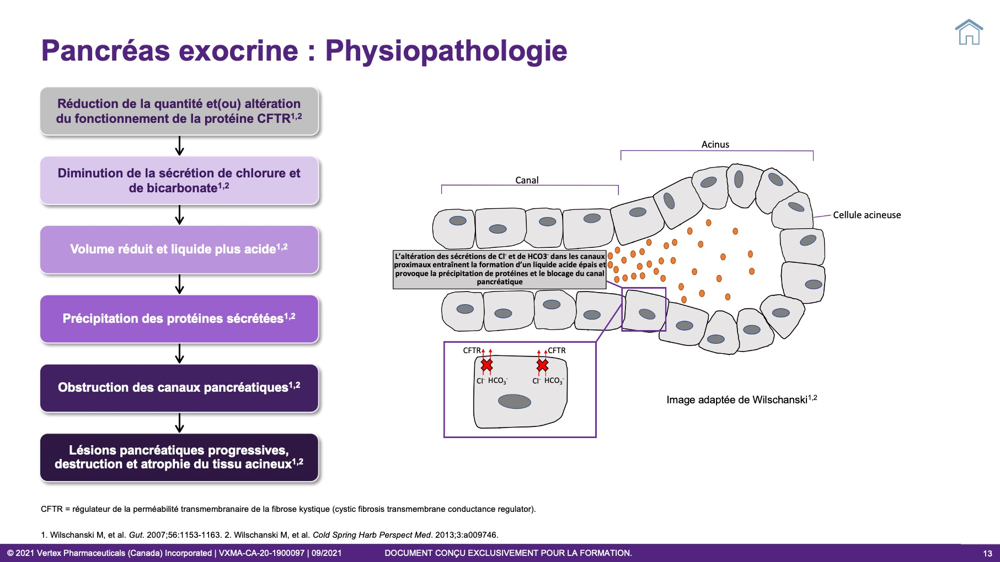 Pancréas exocrine : Physiopathologie
Réduction de la quantité et(ou) altération
du fonctionnement de la protéine CFTR1,2
Diminution de la sécrétion de chlorure et
de bicarbonate1,2
Volume réduit et liquide plus acide1,2
Précipitation des protéines sécrétées1,2
Obstruction des canaux pancréatiques1,2
Lésions pancréatiques progressives,
destruction et atrophie du tissu acineux1,2
Acinus
Canal
Cellule acineuse
L’altération des sécrétions de Cl- et de HCO3- dans les canaux
proximaux entraînent la formation d’un liquide acide épais et
provoque la précipitation de protéines et le blocage du canal
pancréatique
CFTR
CFTR
Cl- HCO3-
Cl- HCO3-
Image adaptée de Wilschanski1,2
CFTR = régulateur de la perméabilité transmembranaire de la fibrose kystique (cystic fibrosis transmembrane conductance regulator).
1. Wilschanski M, et al. Gut. 2007;56:1153-1163. 2. Wilschanski M, et al. Cold Spring Harb Perspect Med. 2013;3:a009746.
© 2021 Vertex Pharmaceuticals (Canada) Incorporated | VXMA-CA-20-1900097 | 09/2021
DOCUMENT CONÇU EXCLUSIVEMENT POUR LA FORMATION.
13